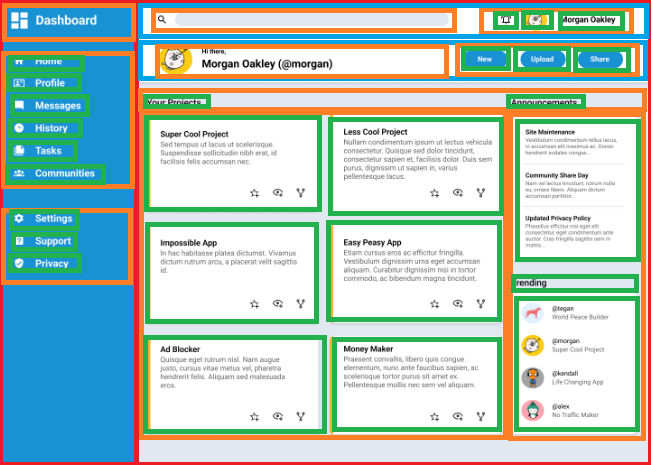 Dashboard
Home
Profile
Messages
History
Tasks
Communities
Settings
Support
Privacy
Morgan Oakley
Hi there,
Morgan Oakley (@morgan)
New
Upload
Share
Your Projects
Super Cool Project
Sed tempus ut lacus ut scelerisque.
Suspendisse sollicitudin nibh erat, id
facilisis felis accumsan nec.
Less Cool Project
Nullam condimentum ipsum ut lectus vehicula
consectetur. Quisque sed dolor tincidunt,
consectetur sapien et, facilisis dolor. Duis sem
purus, dignissim ut sapien in, varius
pellentesque lacus.
Impossible App
In hac habitasse platea dictumst. Vivamus
dictum rutrum arcu, a placerat velit sagittis
id.
Easy Peasy App
Etiam cursus eros ac efficitur fringilla.
Vestibulum dignissim urna eget accumsan
aliquam. Curabitur dignissim nisi in tortor
commodo, ac bibendum magna tincidunt.
Ad Blocker
Quisque eget rutrum nisl. Nam augue
justo, cursus vitae metus vel, pharetra
hendrerit felis. Aliquam sed malesuada
eros.
Money Maker
Praesent convallis, libero quis congue
elementum, nunc ante faucibus sapien, ac
scelerisque tortor purus sit amet ex.
Pellentesque mollis nec sem vel aliquam.
Announcements
Site Maintenance
Vestibulum condimentum tellus lacus,
in accumsan elit maximus ac. Donec
hendrerit sodales congue...
Community Share Day
Nam vel lectus tincidunt, rutrum nulla
eu, ornare libero. Aliquam dictum
accumsan porttitor...
Updated Privacy Policy
Phasellus efficitur nisi eget elit
consectetur, eget condimentum ante
auctor. Cras fringilla sagittis sem in
mattis...
Trending
@tegan
World Peace Builder
@morgan
Super Cool Project
@kendall
Life Changing App
@alex
No Traffic Maker